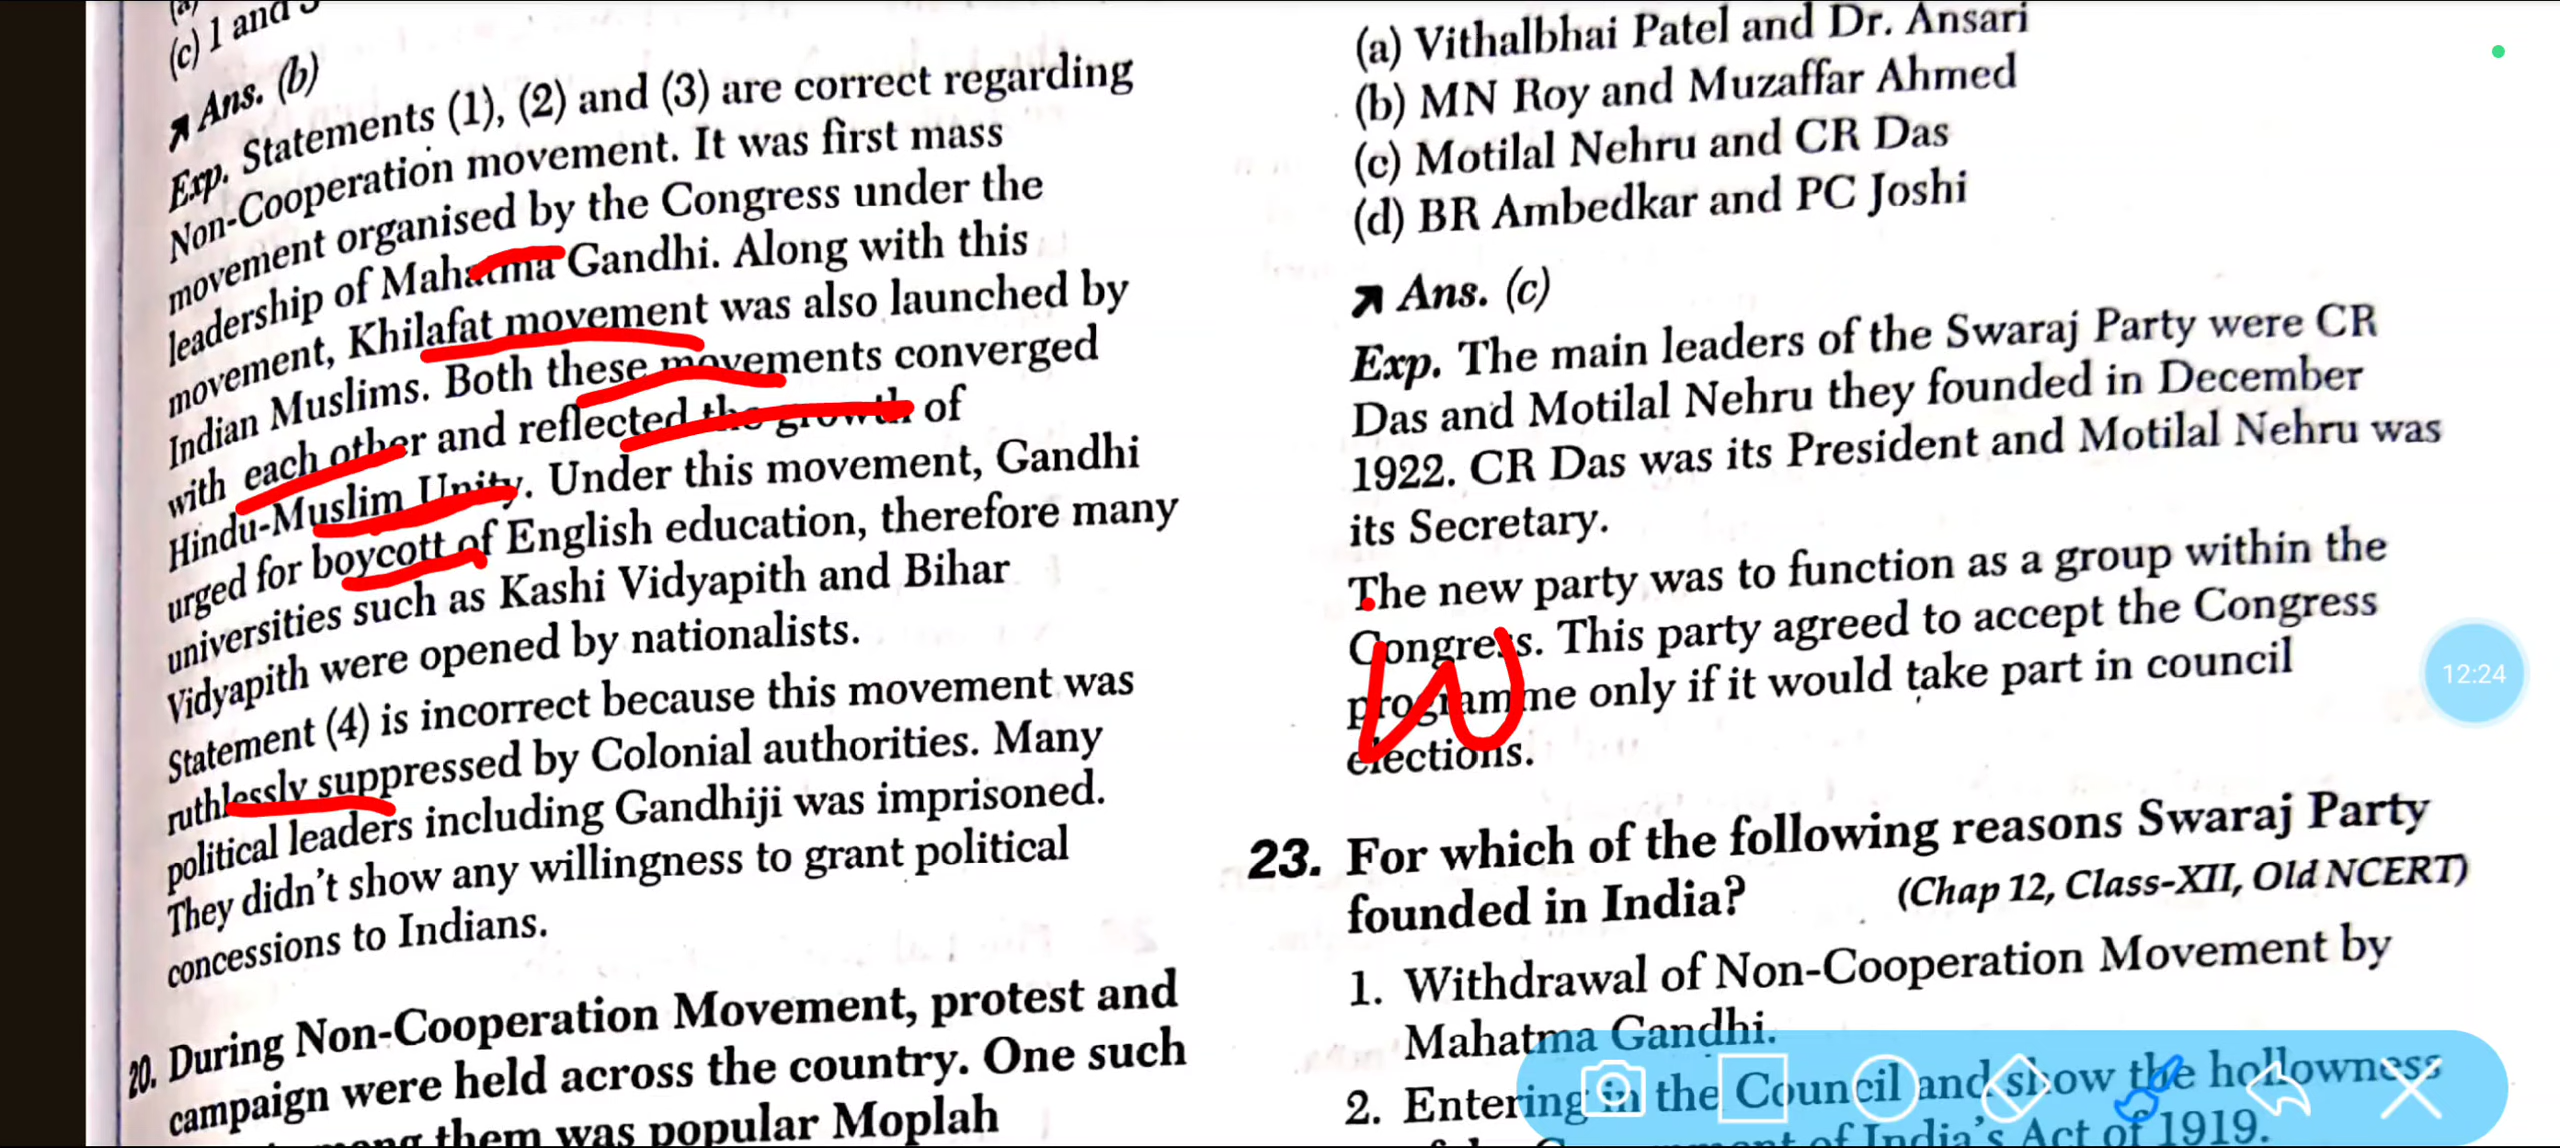 (c) 1 and
Ans. (b)
Exp. Statements (1), (2) and (3) are correct regarding
Non-Cooperation movement. It was first mass
movement organised by the Congress under the
leadership of Mahatma Gandhi. Along with this
movement, Khilafat movement was also launched by
Indian Muslims. Both these movements converged
with each other and reflected the growth of
Hindu-Muslim Unity. Under this movement, Gandhi
urged for boycott of English education, therefore many
universities such as Kashi Vidyapith and Bihar
Vidyapith were opened by nationalists.
Statement (4) is incorrect because this movement was
ruthlessly suppressed by Colonial authorities. Many
political leaders including Gandhiji was imprisoned.
They didn't show any willingness to grant political
concessions to Indians.
20. During Non-Cooperation Movement, protest and
campaign were held across the country. One such
them was popular Moplah
(a) Vithalbhai Patel and Dr. Ansari
(b) MN Roy and Muzaffar Ahmed
(c) Motilal Nehru and CR Das
(d) BR Ambedkar and PC Joshi
Ans. (c)
Exp. The main leaders of the Swaraj Party were CR
Das and Motilal Nehru they founded in December
1922. CR Das was its President and Motilal Nehru was
its Secretary.
The new party was to function as a group within the
Congress. This party agreed to accept the Congress
programme only if it would take part in council
elections.
23. For which of the following reasons Swaraj Party
founded in India? (Chap 12, Class-XII, Old NCERT)
1. Withdrawal of Non-Cooperation Movement by
Mahatma Gandhi.
2. Entering in the Council and show the hollowness
of India's Act of 1919.
12:24